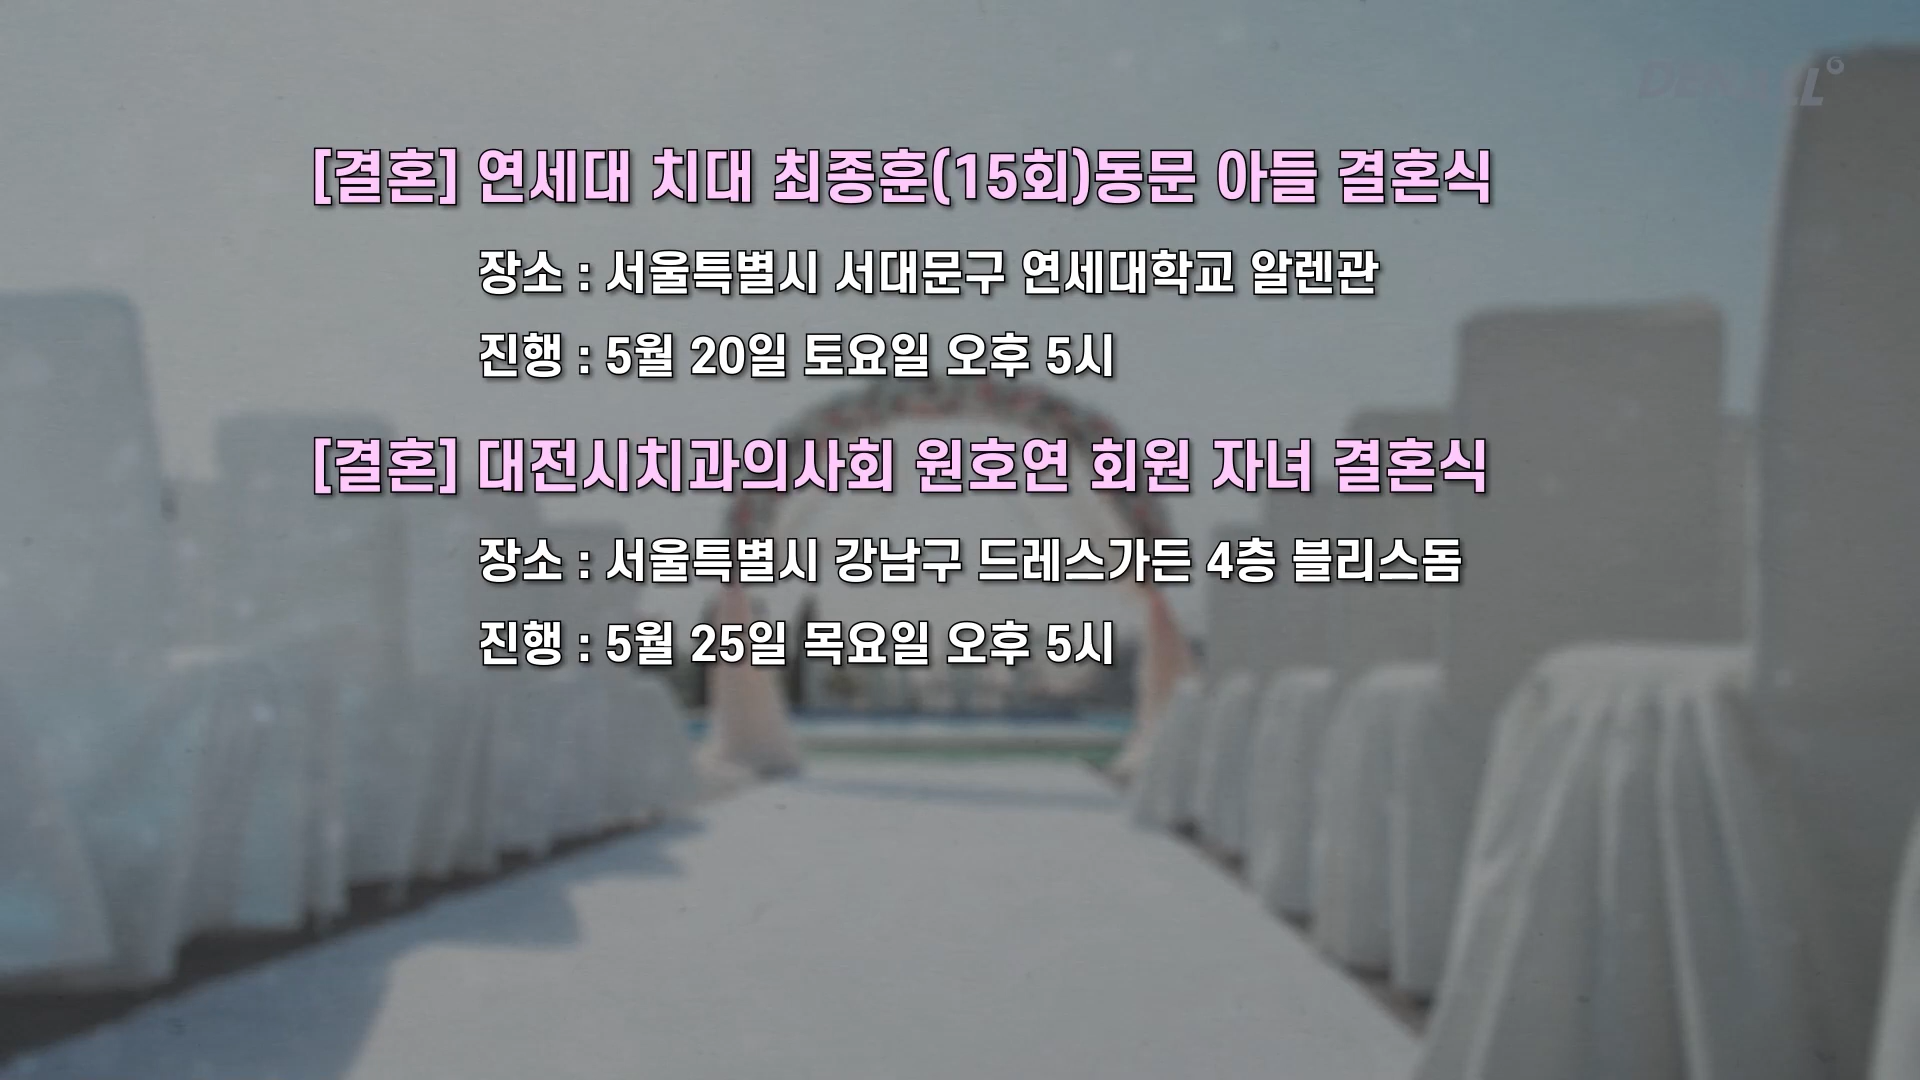 [결혼] 연세대 치대 최종훈(15회)동문 아들 결혼식
장소 : 서울특별시 서대문구 연세대학교 알렌관
진행 : 5월 20일 토요일 오후 5시
[결혼] 대전시치과의사회 원호연 회원 자녀 결혼식
장소 : 서울특별시 강남구 드레스가든 4층 블리스돔
진행 : 5월 25일 목요일 오후 5시